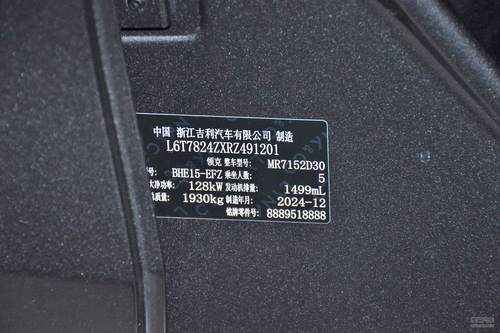 中国 浙江吉利汽车有限公司 制造
L6T7824ZXRZ491201
领克 整车型号: MR7152D30
号: BHE15-EFZ 乘坐人数: 5
大净功率: 128kW 发动机排量: 1499mL
质量: 1930kg 制造年月: 2024-12
铭牌零件号: 8889518888